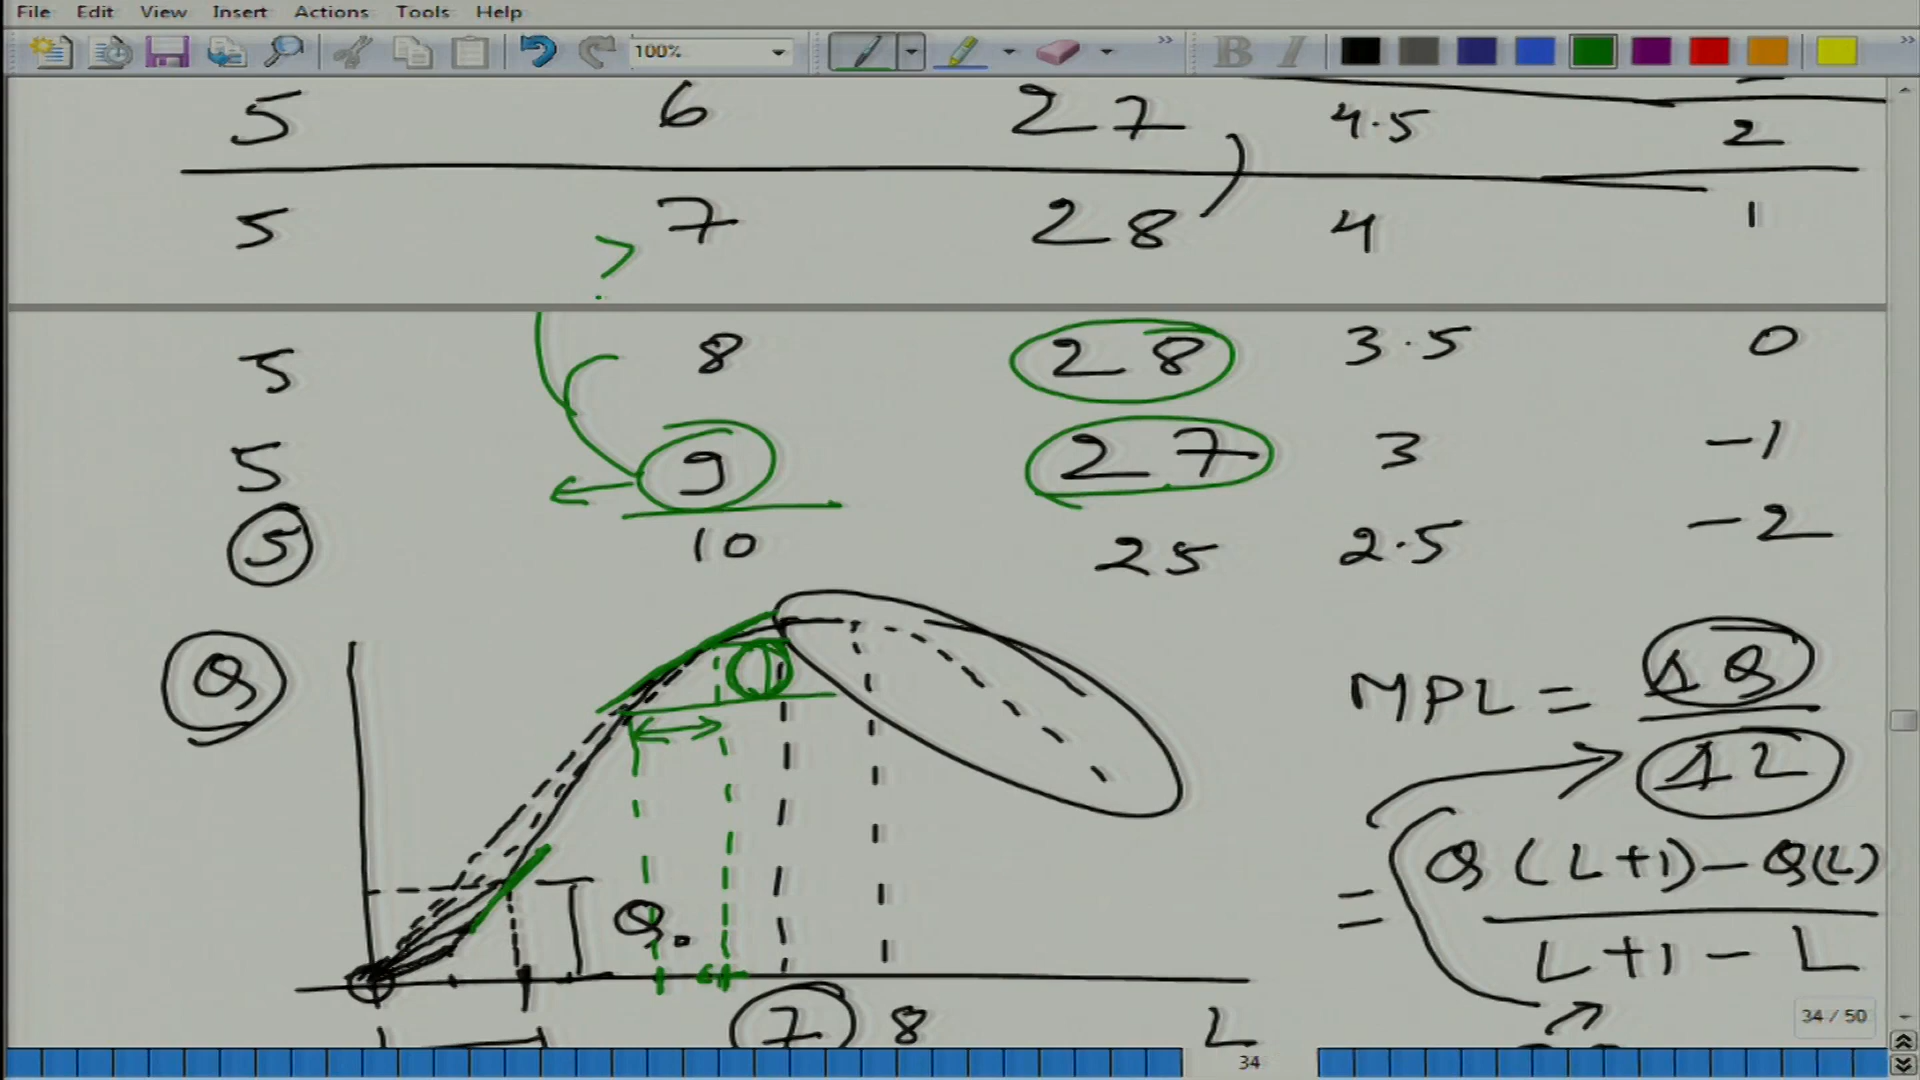 File Edit View Insert Actions Tools Help
100% B I
5 6 27 4.5 2
5 7 28 4 1
5 8 28 3.5 0
5 9 27 3 -1
5 10 25 2.5 -2
Q
MPL = ΔQ / ΔL
= Q(L+1) - Q(L) / L+1 - L
Q.
7 8 L
34 / 50
34